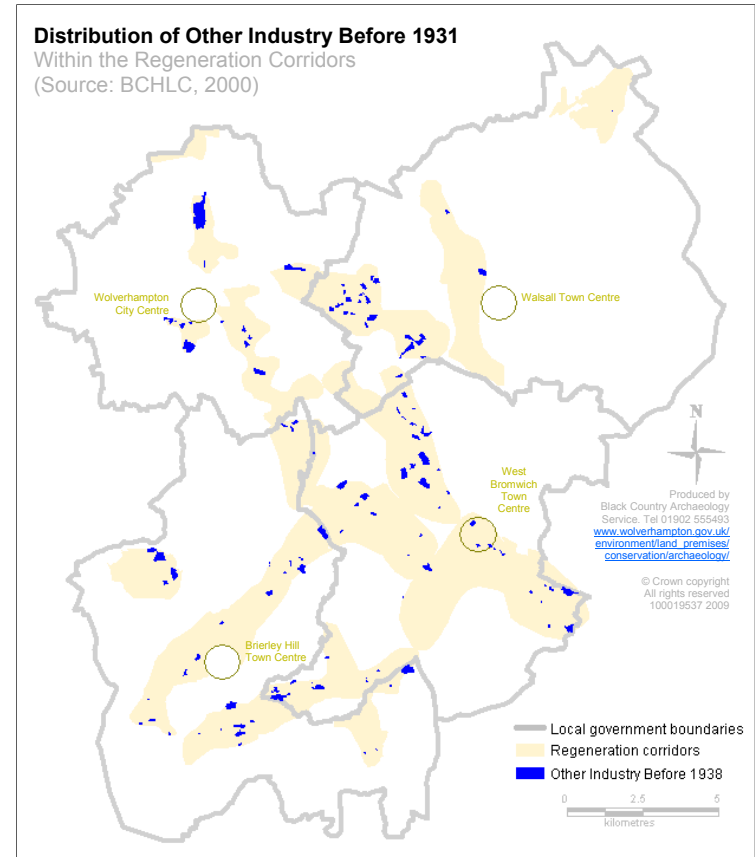 Distribution of Other Industry Before 1931
Within the Regeneration Corridors
(Source: BCHLC, 2000)
Wolverhampton
City Centre
Walsall Town Centre
N
West
Bromwich
Town
Centre
Produced by
Black Country Archaeology
Service. Tel 01902 555493
www.wolverhampton.gov.uk/
environment/land_premises/
conservation/archaeology/
© Crown copyright
All rights reserved
100019537 2009
Brierley Hill
Town Centre
Local government boundaries
Regeneration corridors
Other Industry Before 1938
0 2.5 5
kilometres